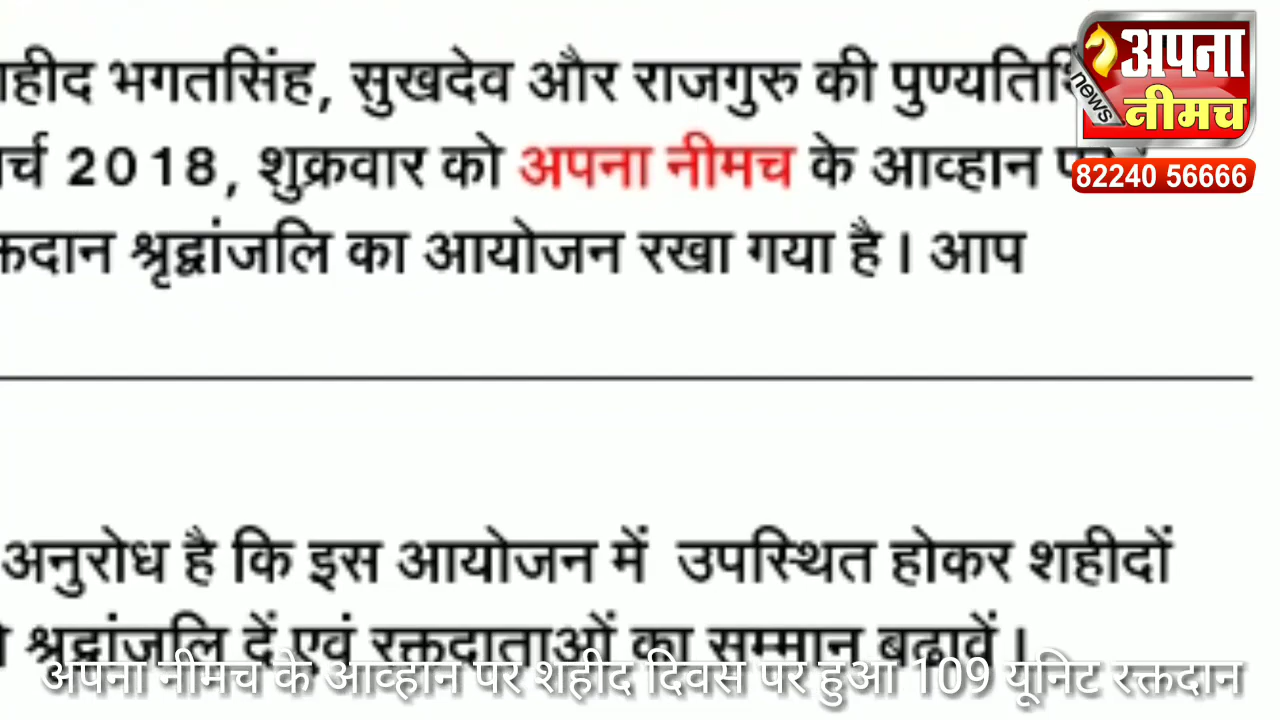 हीद भगतसिंह, सुखदेव और राजगुरु की
र्च 2018, शुक्रवार को अपना नीमच के आव्हान
दान श्रृद्वांजलि का आयोजन रखा गया है। आप
अनुरोध है कि इस आयोजन में उपस्थित होकर शहीदों
श्रद्वांजलि दें एवं रक्तदाताओं का सम्मान बढावें।
अपना नीमच के आव्हान पर शहीद दिवस पर हुआ 109 यूनिट रक्तदान
अपना
news
नीमच
82240 56666